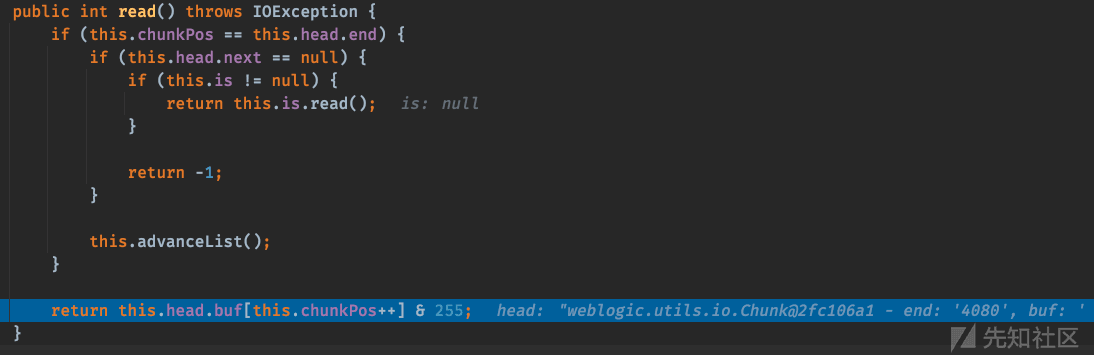 public int read() throws IOException {
    if (this.chunkPos == this.head.end) {
        if (this.head.next == null) {
            if (this.is != null) {
                return this.is.read();   is: null
            }

            return -1;
        }

        this.advanceList();
    }

    return this.head.buf[this.chunkPos++] & 255;   head: "weblogic.utils.io.Chunk@2fc106a1 - end: '4080', buf: '
}
先知社区